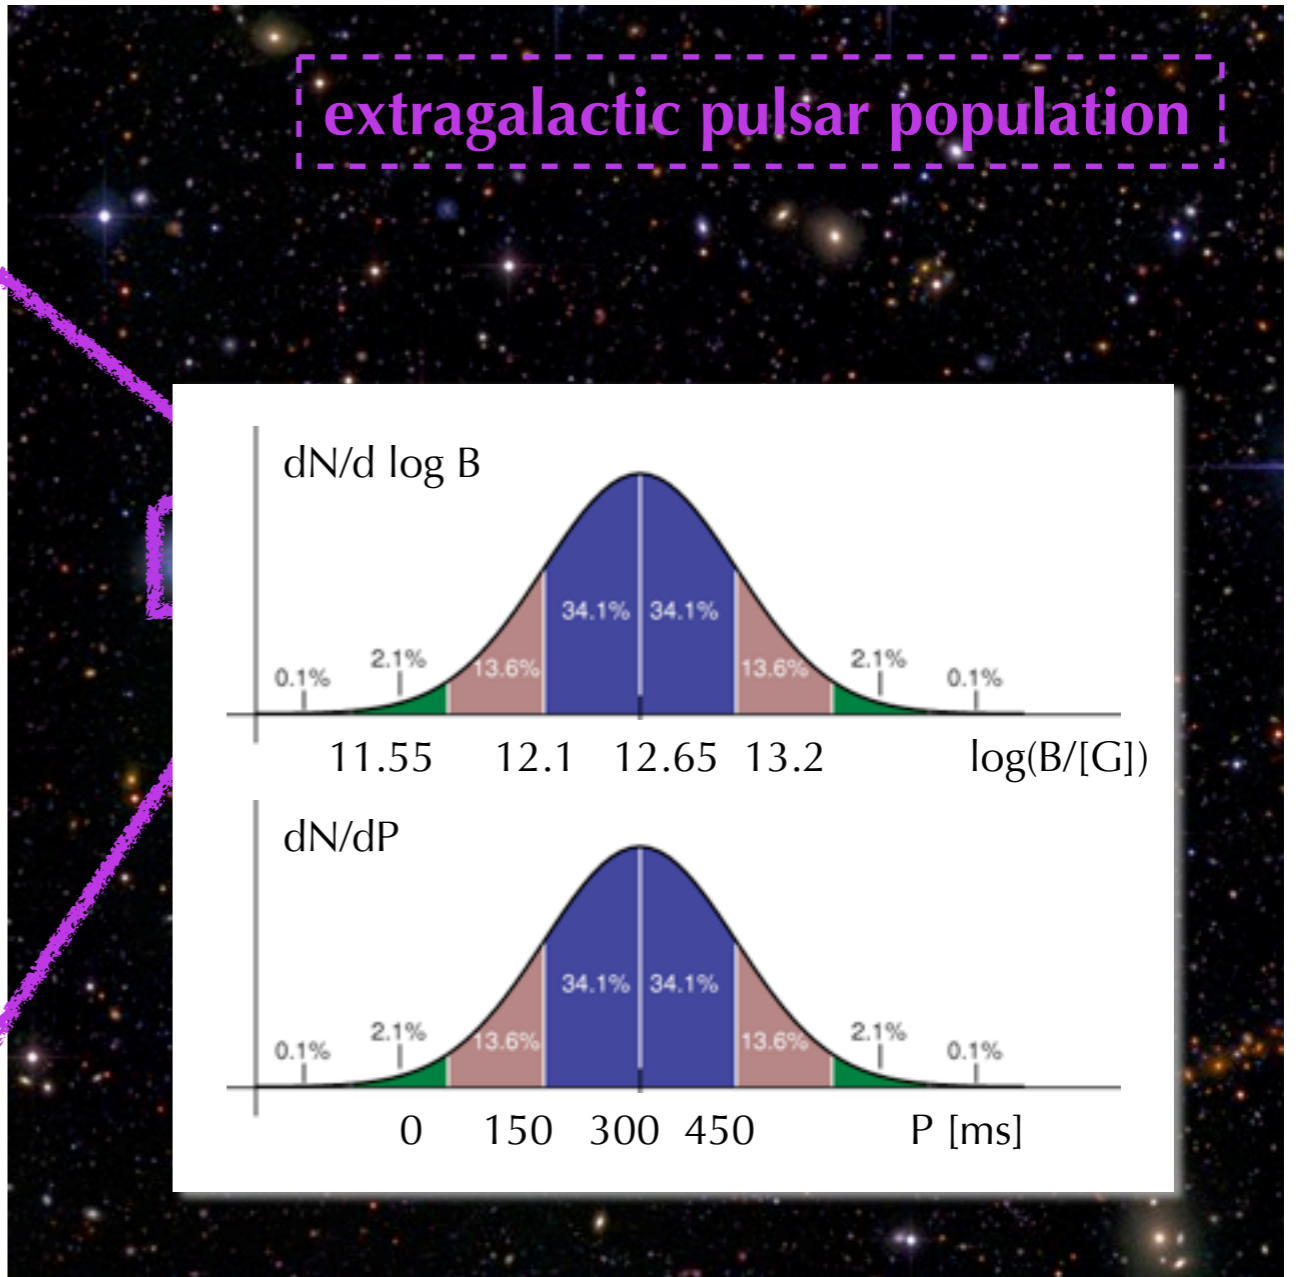 extragalactic pulsar population
dN/d log B
34.1% 34.1%
0.1% 2.1% 13.6% 13.6% 2.1% 0.1%
11.55 12.1 12.65 13.2 log(B/[G])
dN/dP
34.1% 34.1%
0.1% 2.1% 13.6% 13.6% 2.1% 0.1%
0 150 300 450 P [ms]